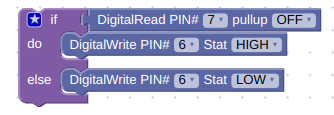 if DigitalRead PIN# 7 pullup OFF
do DigitalWrite PIN# 6 Stat HIGH
else DigitalWrite PIN# 6 Stat LOW